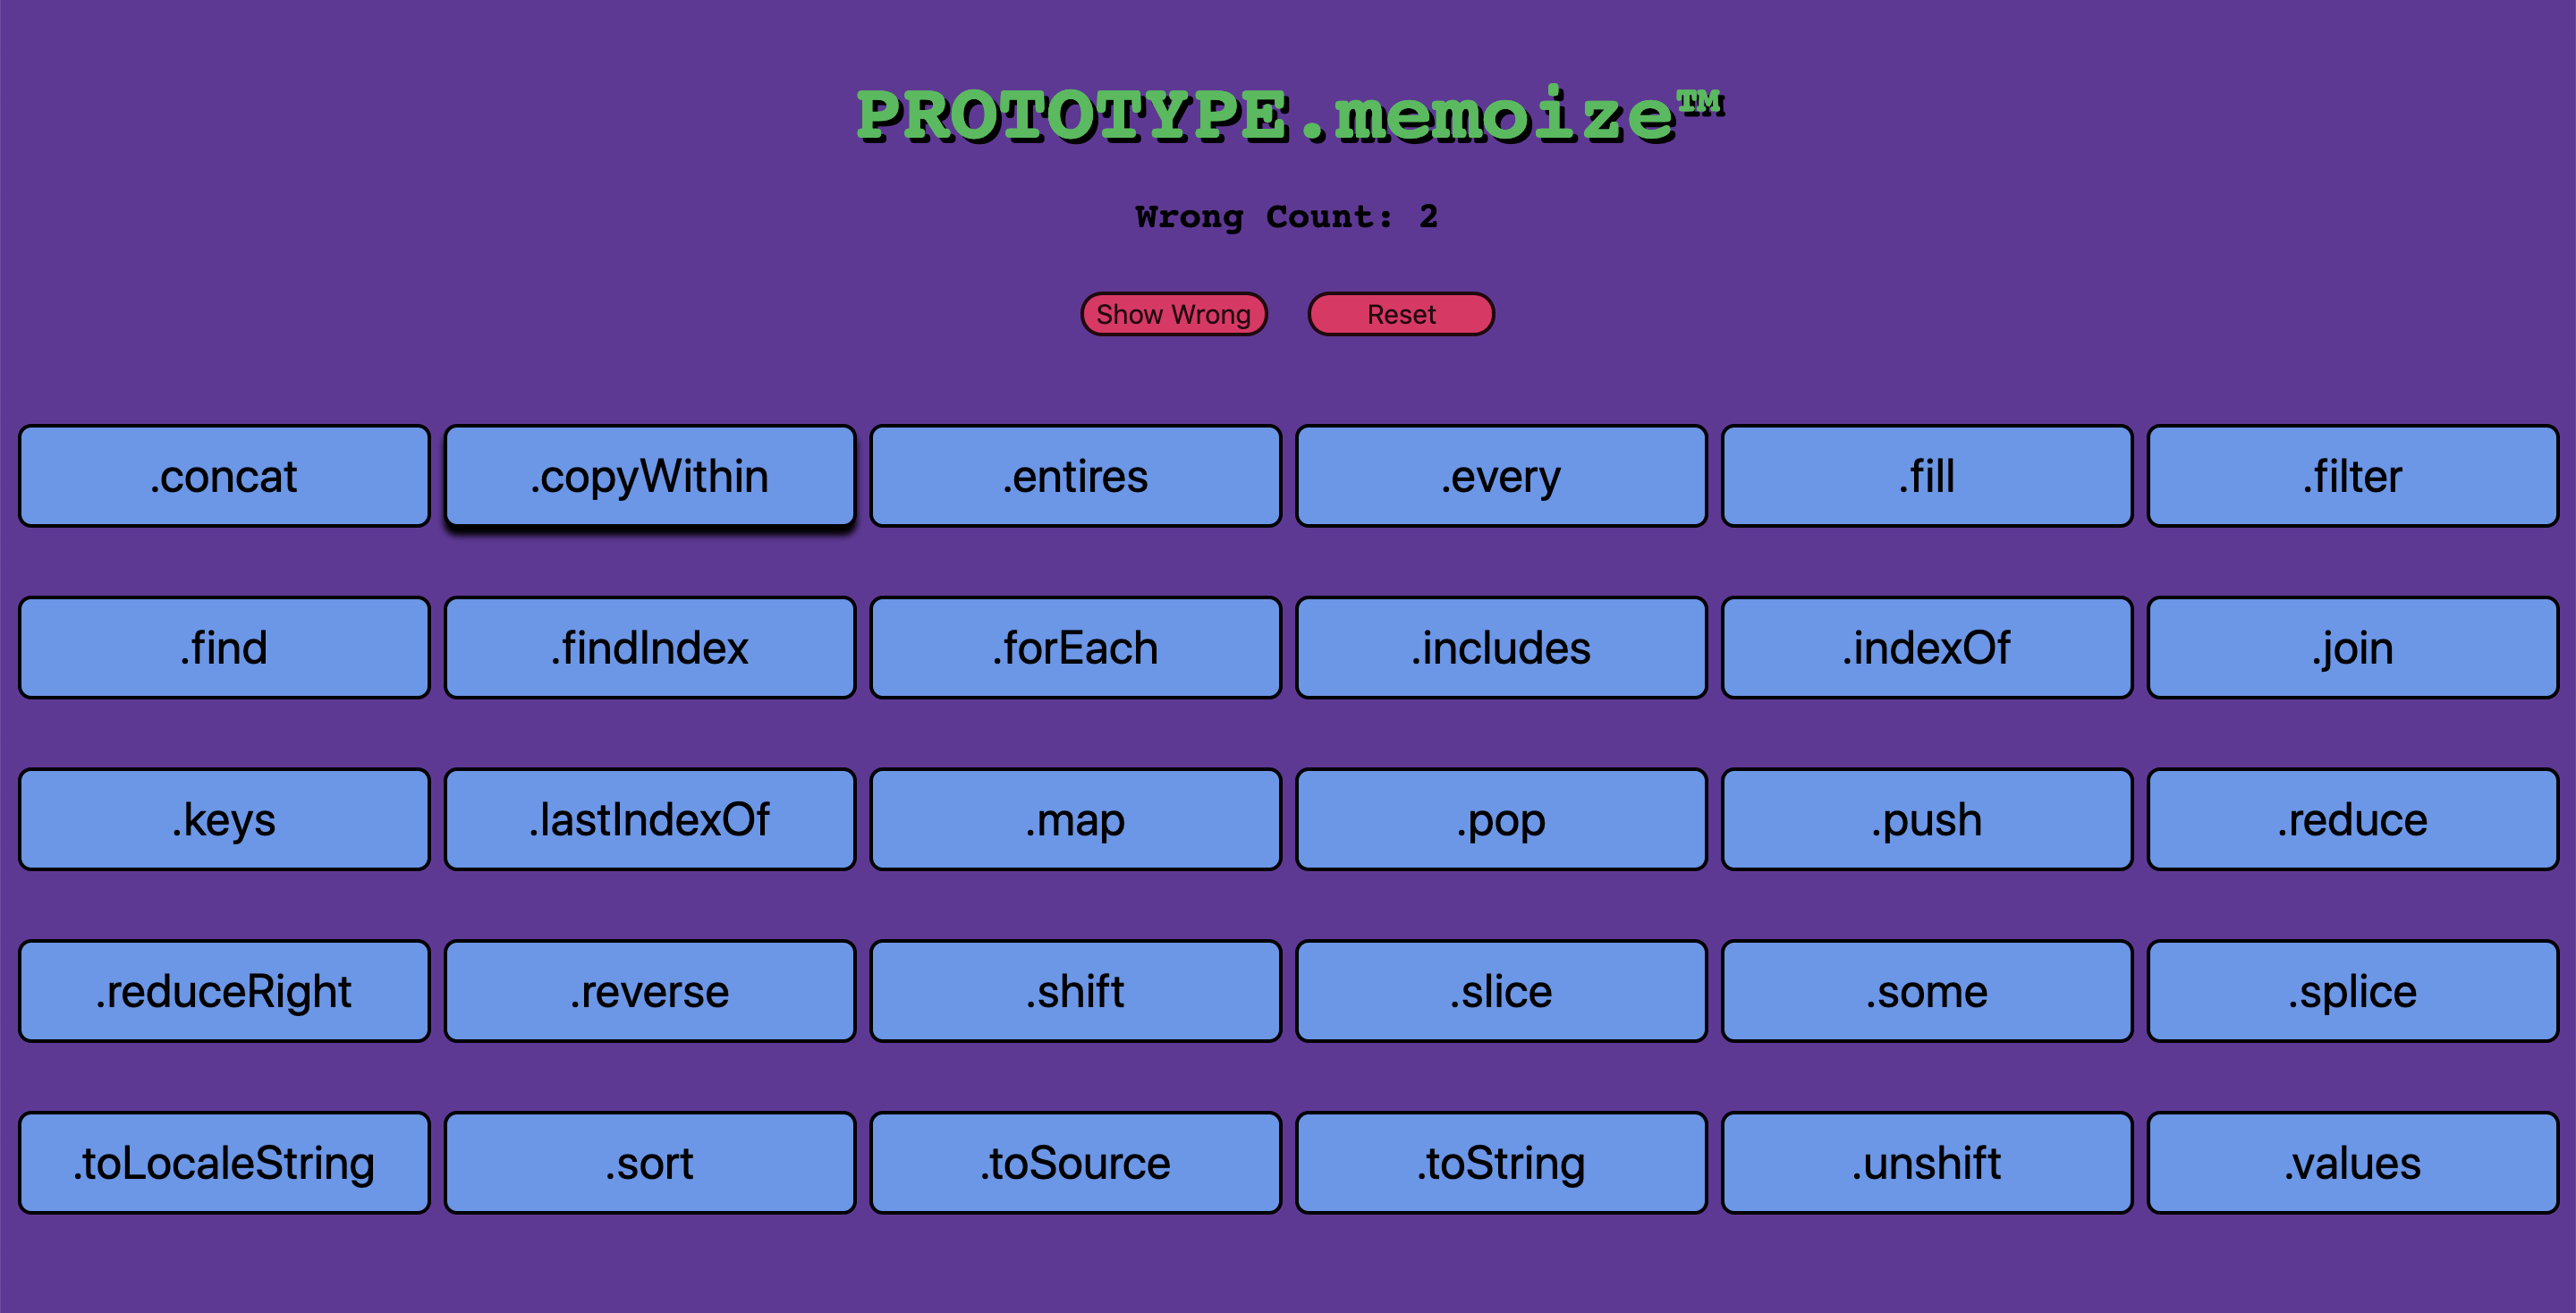 PROTOTYPE.memoize™
Wrong Count: 2
Show Wrong Reset
.concat .copyWithin .entires .every .fill .filter
.find .findIndex .forEach .includes .indexOf .join
.keys .lastIndexOf .map .pop .push .reduce
.reduceRight .reverse .shift .slice .some .splice
.toLocaleString .sort .toSource .toString .unshift .values